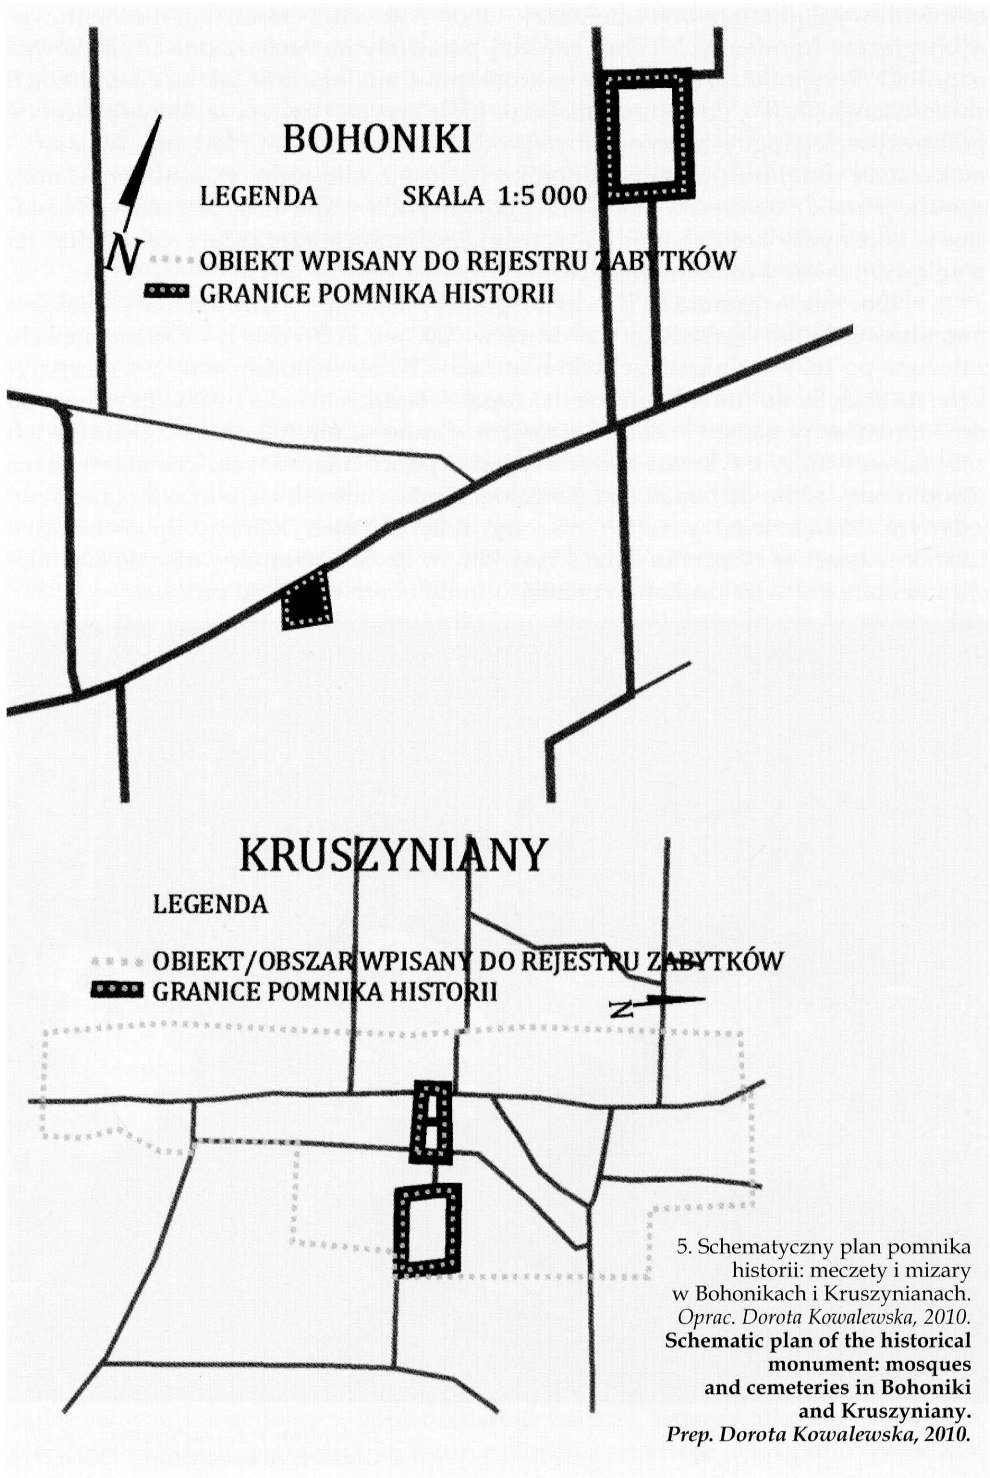 BOHONIKI
LEGENDA SKALA 1:5 000
N
OBIEKT WPISANY DO REJESTRU ZABYTKÓW
GRANICE POMNIKA HISTORII
KRUSZYNIANY
LEGENDA
OBIEKT/OBSZAR WPISANY DO REJESTRU ZABYTKÓW
GRANICE POMNIKA HISTORII
N
5. Schematyczny plan pomnika
historii: meczety i mizary
w Bohonikach i Kruszynianach.
Oprac. Dorota Kowalewska, 2010.
Schematic plan of the historical
monument: mosques
and cemeteries in Bohoniki
and Kruszyniany.
Prep. Dorota Kowalewska, 2010.